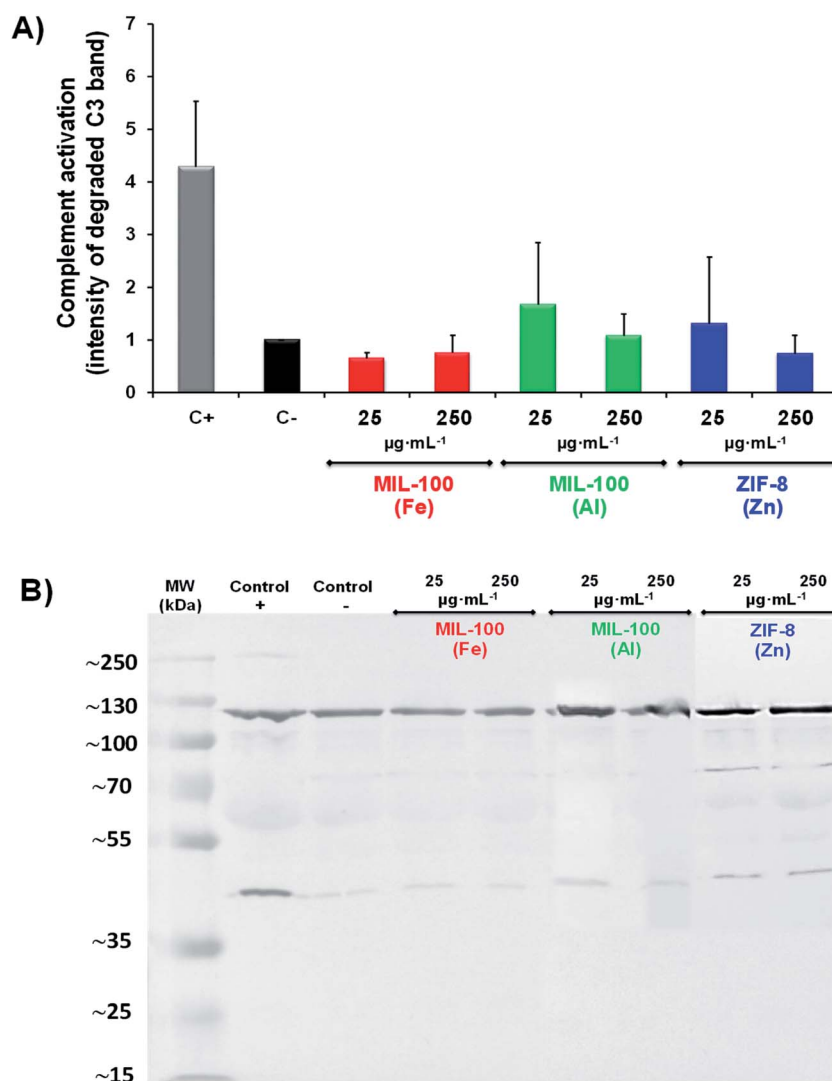 A)
Complement activation
(intensity of degraded C3 band)
7
6
5
4
3
2
1
0
C+ C- 25 250 25 250 25 250
µg·mL⁻¹ µg·mL⁻¹ µg·mL⁻¹
MIL-100 MIL-100 ZIF-8
(Fe) (Al) (Zn)
B)
MW Control Control 25 250 25 250 25 250
(kDa) + - µg·mL⁻¹ µg·mL⁻¹ µg·mL⁻¹
MIL-100 MIL-100 ZIF-8
(Fe) (Al) (Zn)
~250
~130
~100
~70
~55
~35
~25
~15